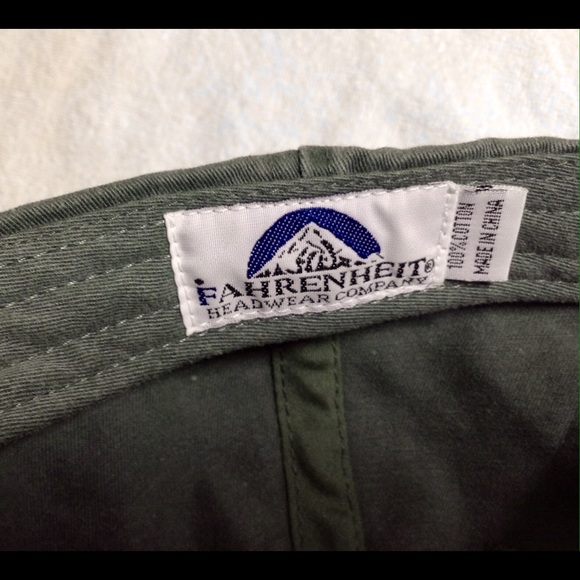 FAHRENHEIT®
HEADWEAR COMPANY
100% COTTON
MADE IN CHINA